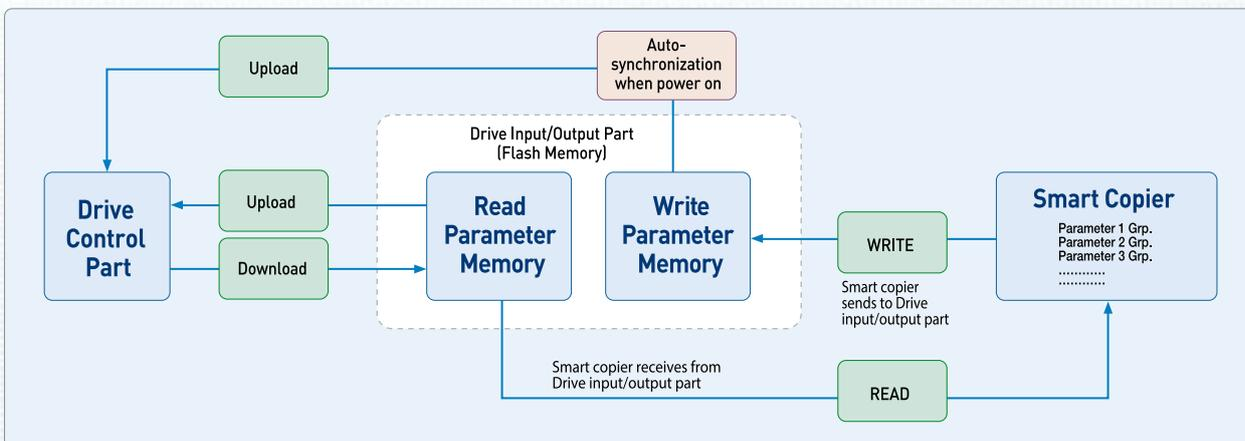 Upload
Auto-
synchronization
when power on
Drive Input/Output Part
(Flash Memory)
Drive
Control
Part
Upload
Download
Read
Parameter
Memory
Write
Parameter
Memory
WRITE
Smart copier
sends to Drive
input/output part
Smart Copier
Parameter 1 Grp.
Parameter 2 Grp.
Parameter 3 Grp.
............
............
Smart copier receives from
Drive input/output part
READ